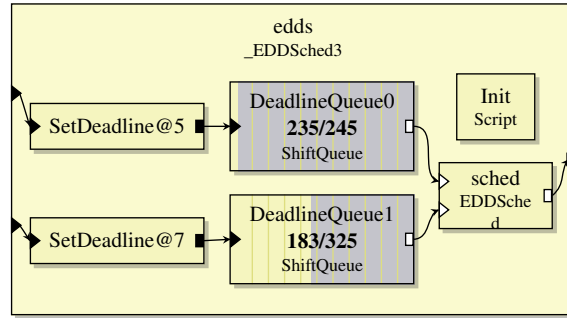 edds
_EDDSched3
SetDeadline@5
DeadlineQueue0
235/245
ShiftQueue
Init
Script
SetDeadline@7
DeadlineQueue1
183/325
ShiftQueue
sched
EDDSche
d